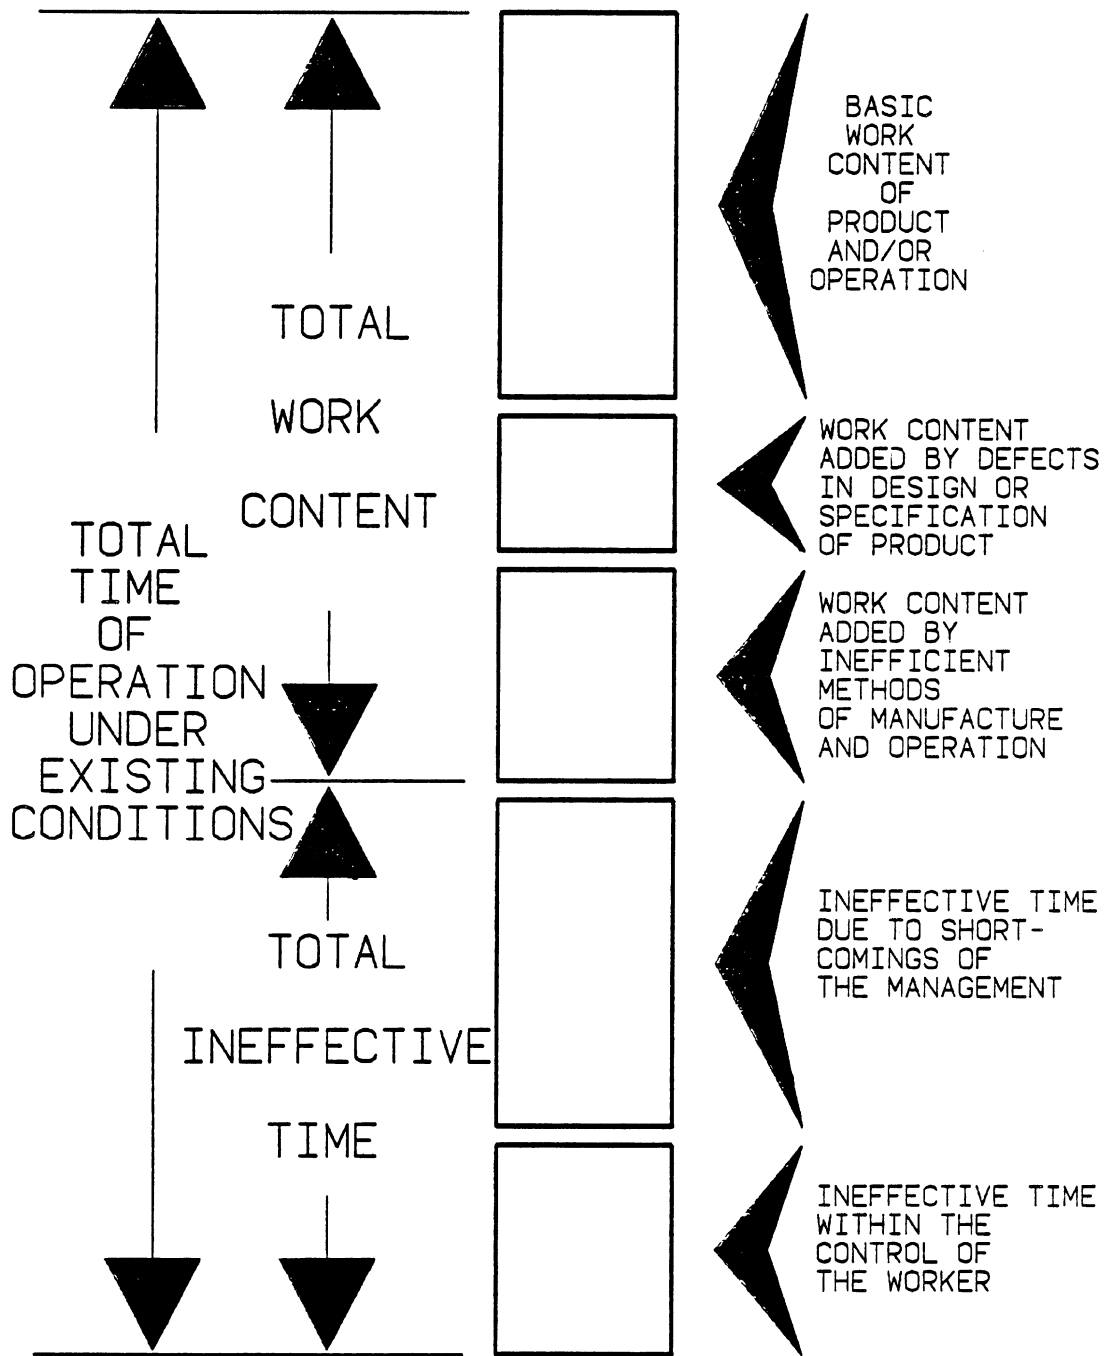 TOTAL
TIME
OF
OPERATION
UNDER
EXISTING
CONDITIONS
TOTAL
WORK
CONTENT
TOTAL
INEFFECTIVE
TIME
BASIC
WORK
CONTENT
OF
PRODUCT
AND/OR
OPERATION
WORK CONTENT
ADDED BY DEFECTS
IN DESIGN OR
SPECIFICATION
OF PRODUCT
WORK CONTENT
ADDED BY
INEFFICIENT
METHODS
OF MANUFACTURE
AND OPERATION
INEFFECTIVE TIME
DUE TO SHORT-
COMINGS OF
THE MANAGEMENT
INEFFECTIVE TIME
WITHIN THE
CONTROL OF
THE WORKER